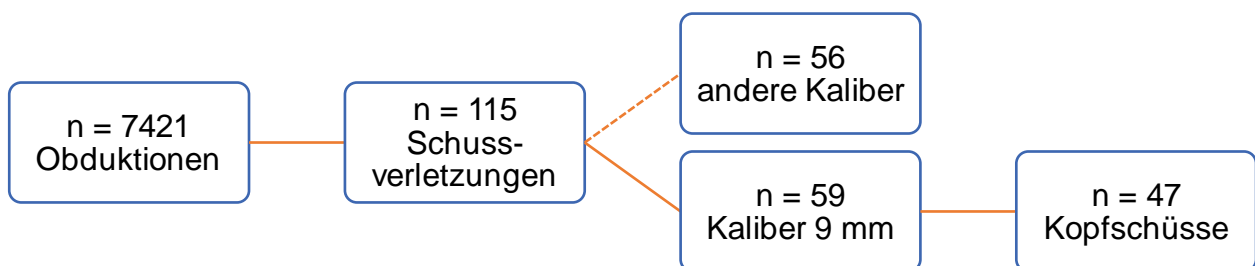 n = 7421
Obduktionen
n = 115
Schuss-
verletzungen
n = 56
andere Kaliber
n = 59
Kaliber 9 mm
n = 47
Kopfschüsse